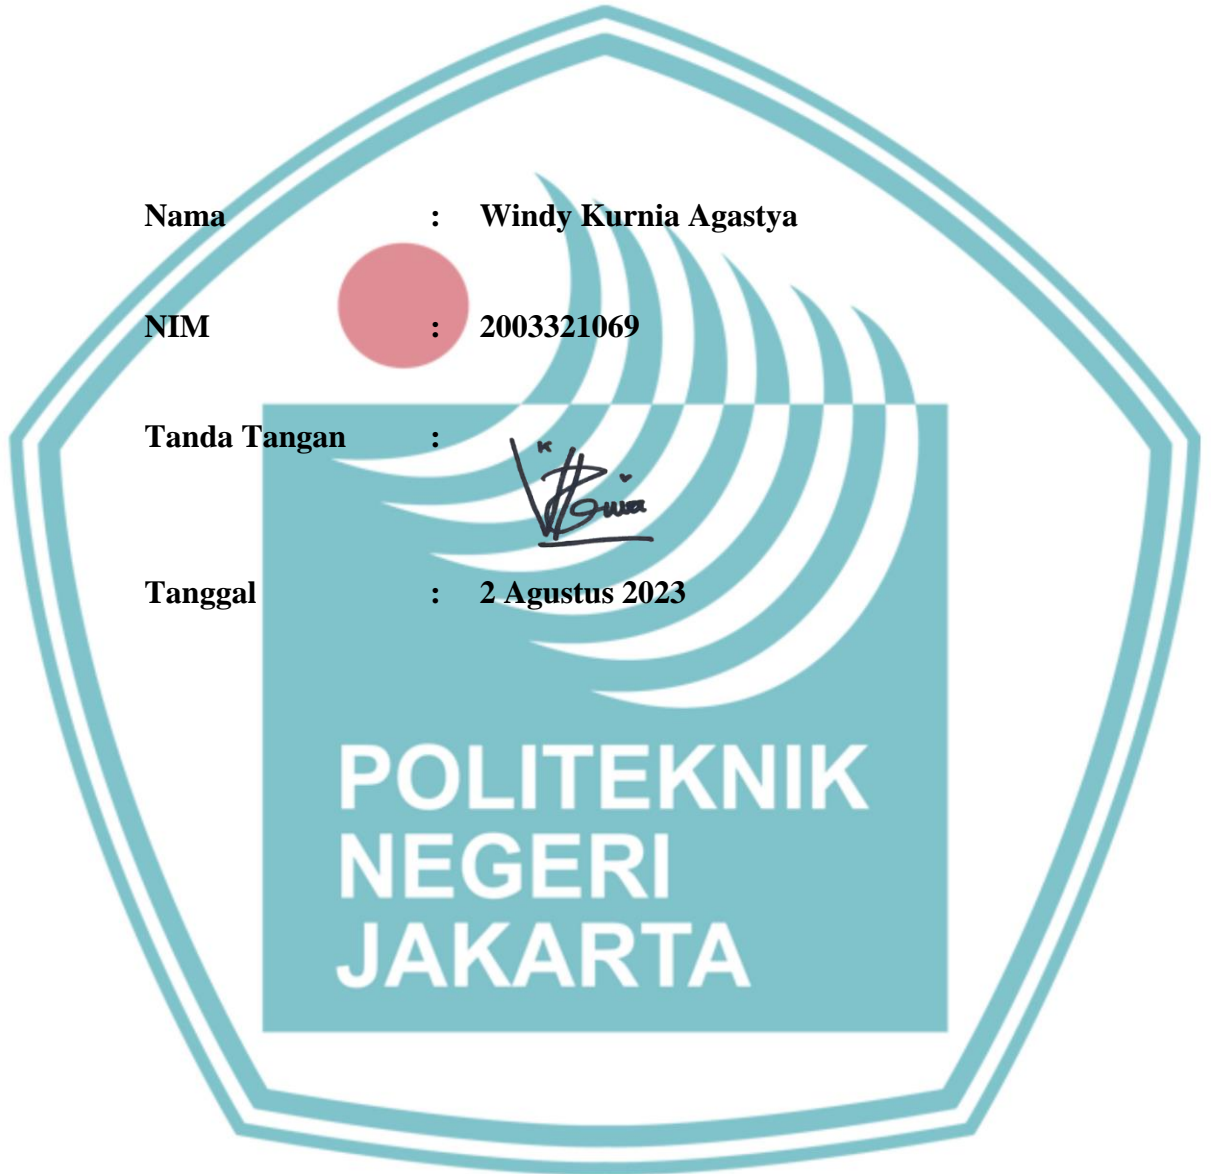 Nama : Windy Kurnia Agastya
NIM : 2003321069
Tanda Tangan :
Tanggal : 2 Agustus 2023
POLITEKNIK
NEGERI
JAKARTA